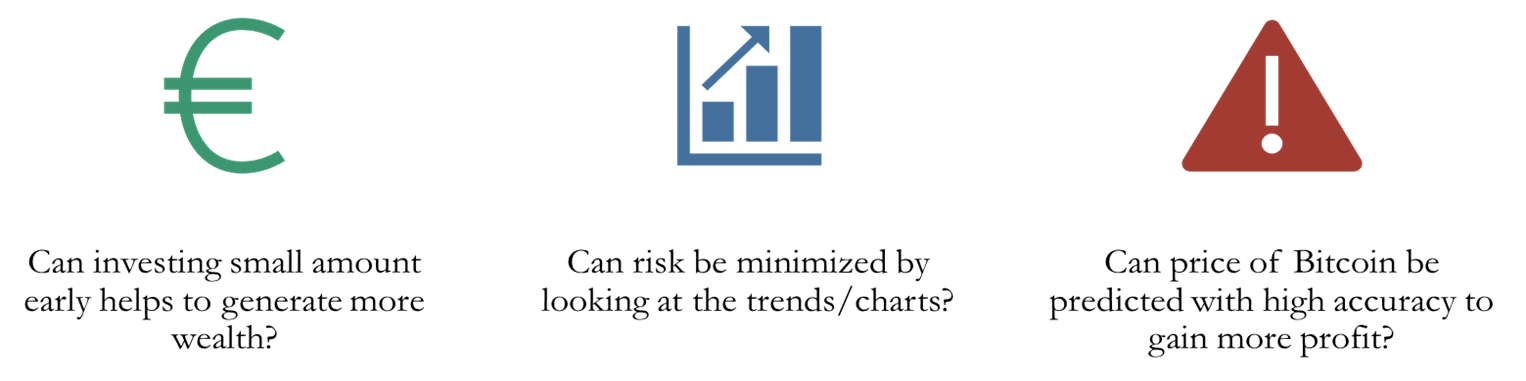 Can investing small amount
early helps to generate more
wealth?
Can risk be minimized by
looking at the trends/charts?
Can price of Bitcoin be
predicted with high accuracy to
gain more profit?